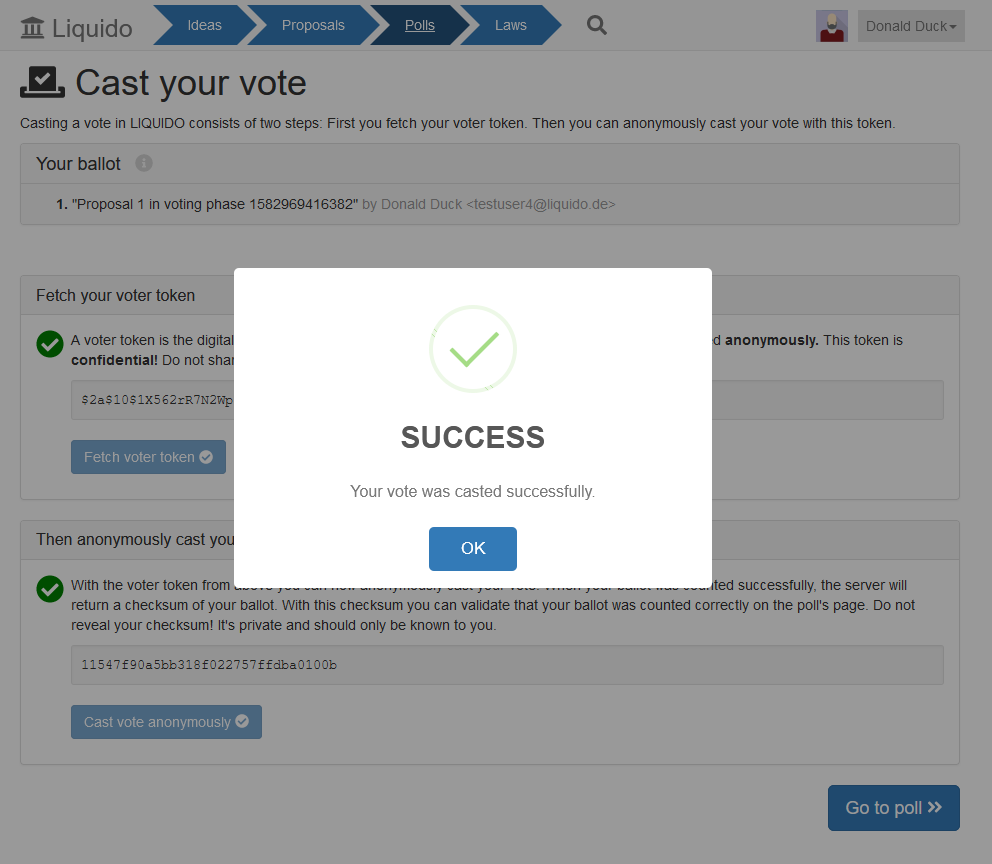 Liquido
Ideas
Proposals
Polls
Laws
Donald Duck
Cast your vote
Casting a vote in LIQUIDO consists of two steps: First you fetch your voter token. Then you can anonymously cast your vote with this token.
Your ballot
1. "Proposal 1 in voting phase 1582969416382" by Donald Duck <testuser4@liquido.de>
Fetch your voter token
A voter token is the digital anonymously. This token is
confidential! Do not
$2a$10$1X562rR7N2Wp
Fetch voter token
SUCCESS
Your vote was casted successfully.
OK
Then anonymously cast
With the voter token from above you can now anonymously cast your vote. When your ballot was counted successfully, the server will
return a checksum of your ballot. With this checksum you can validate that your ballot was counted correctly on the poll's page. Do not
reveal your checksum! It's private and should only be known to you.
11547f90a5bb318f022757ffdba0100b
Cast vote anonymously
Go to poll